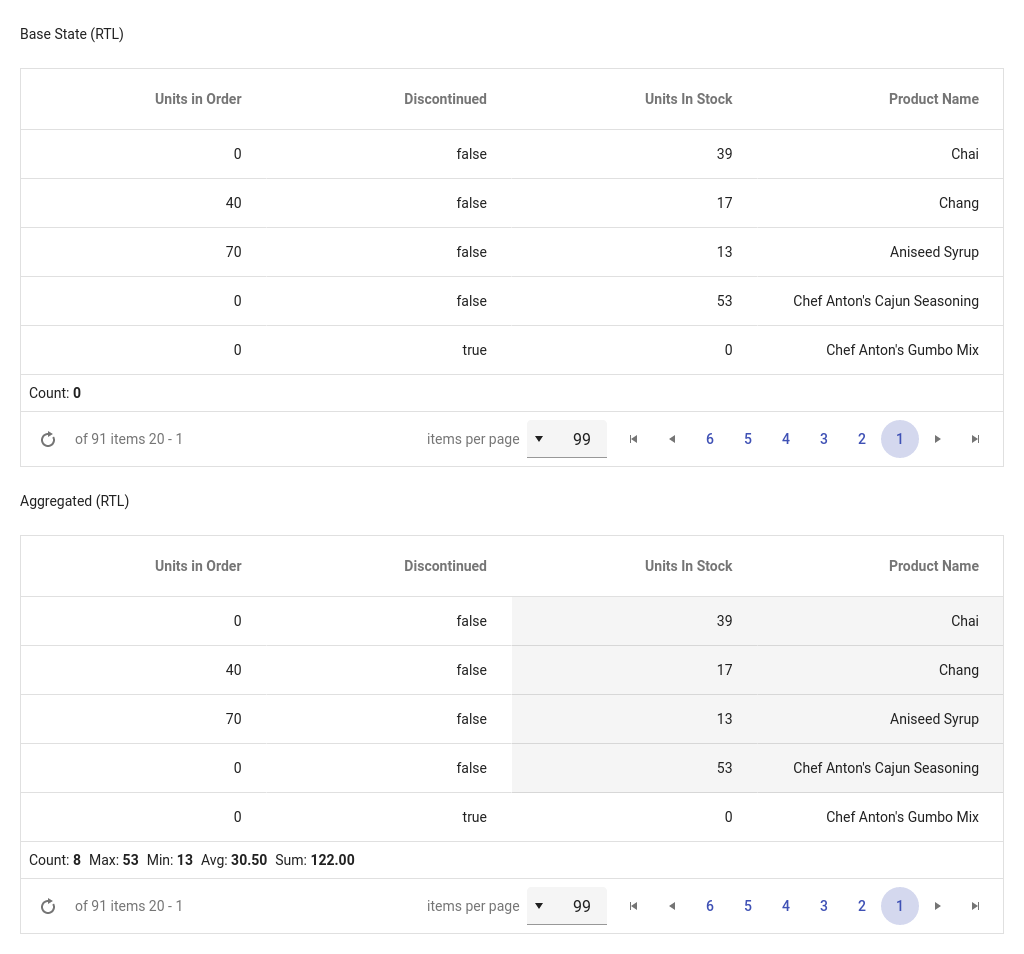 Base State (RTL)
Units in Order Discontinued Units In Stock Product Name
0 false 39 Chai
40 false 17 Chang
70 false 13 Aniseed Syrup
0 false 53 Chef Anton's Cajun Seasoning
0 true 0 Chef Anton's Gumbo Mix
Count: 0
of 91 items 20 - 1 items per page 99 6 5 4 3 2 1
Aggregated (RTL)
Units in Order Discontinued Units In Stock Product Name
0 false 39 Chai
40 false 17 Chang
70 false 13 Aniseed Syrup
0 false 53 Chef Anton's Cajun Seasoning
0 true 0 Chef Anton's Gumbo Mix
Count: 8 Max: 53 Min: 13 Avg: 30.50 Sum: 122.00
of 91 items 20 - 1 items per page 99 6 5 4 3 2 1